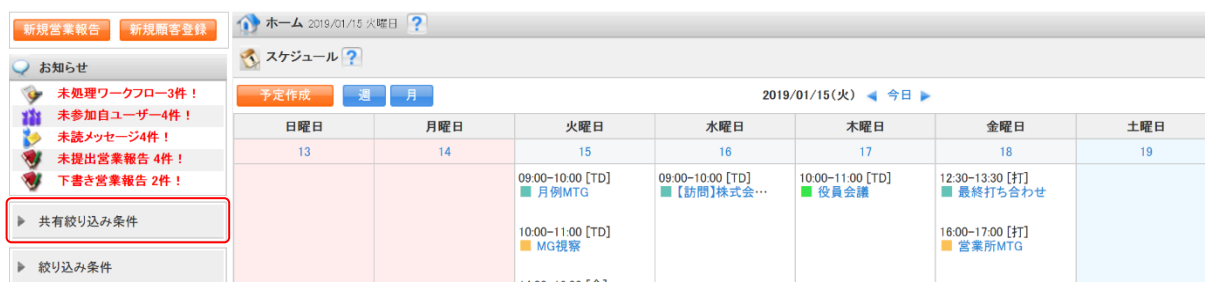 新規営業報告 新規顧客登録
お知らせ
未処理ワークフロー3件！
未参加自ユーザー4件！
未読メッセージ4件！
未提出営業報告 4件！
下書き営業報告 2件！
共有絞り込み条件
絞り込み条件
ホーム 2019/01/15 火曜日 ?
スケジュール ?
予定作成 週 月 2019/01/15(火) 今日
日曜日 月曜日 火曜日 水曜日 木曜日 金曜日 土曜日
13 14 15 16 17 18 19
09:00-10:00 [TD] 09:00-10:00 [TD] 10:00-11:00 [TD] 12:30-13:30 [打]
月例MTG 【訪問】株式会… 役員会議 最終打ち合わせ
10:00-11:00 [TD] 16:00-17:00 [打]
MG視察 営業所MTG